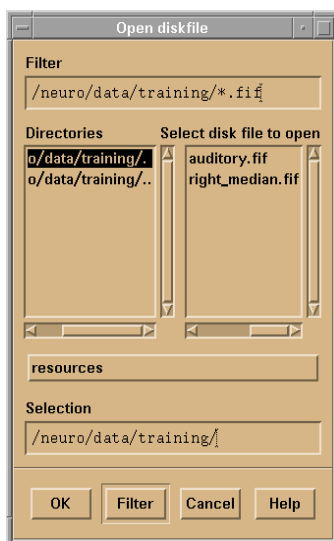 Open diskfile
Filter
/neuro/data/training/*.fif
Directories
Select disk file to open
o/data/training/.
o/data/training/..
auditory.fif
right_median.fif
resources
Selection
/neuro/data/training/
OK
Filter
Cancel
Help